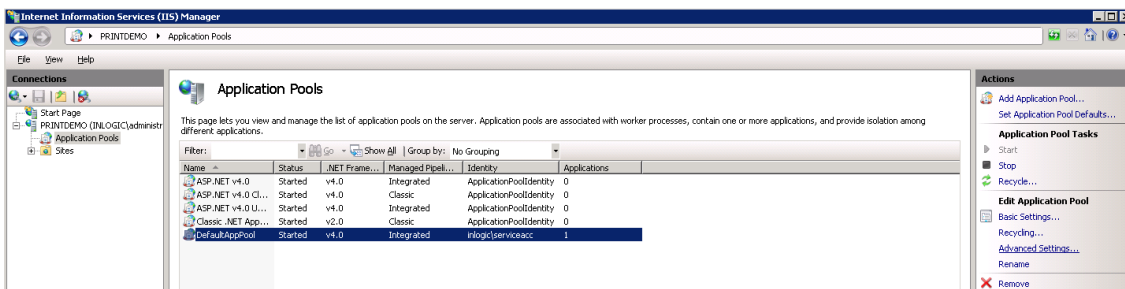 Internet Information Services (IIS) Manager
PRINTDEMO Application Pools
File View Help
Connections
Start Page
PRINTDEMO (INLOGIC\administr
Application Pools
Sites
Application Pools
This page lets you view and manage the list of application pools on the server. Application pools are associated with worker processes, contain one or more applications, and provide isolation among
different applications.
Filter: Go Show All Group by: No Grouping
Name Status .NET Frame... Managed Pipeli... Identity Applications
ASP.NET v4.0 Started v4.0 Integrated ApplicationPoolIdentity 0
ASP.NET v4.0 Cl... Started v4.0 Classic ApplicationPoolIdentity 0
ASP.NET v4.0 U... Started v4.0 Integrated ApplicationPoolIdentity 0
Classic .NET App... Started v2.0 Classic ApplicationPoolIdentity 0
DefaultAppPool Started v4.0 Integrated inlogic\serviceacc 1
Actions
Add Application Pool...
Set Application Pool Defaults...
Application Pool Tasks
Start
Stop
Recycle...
Edit Application Pool
Basic Settings...
Recycling...
Advanced Settings...
Rename
Remove